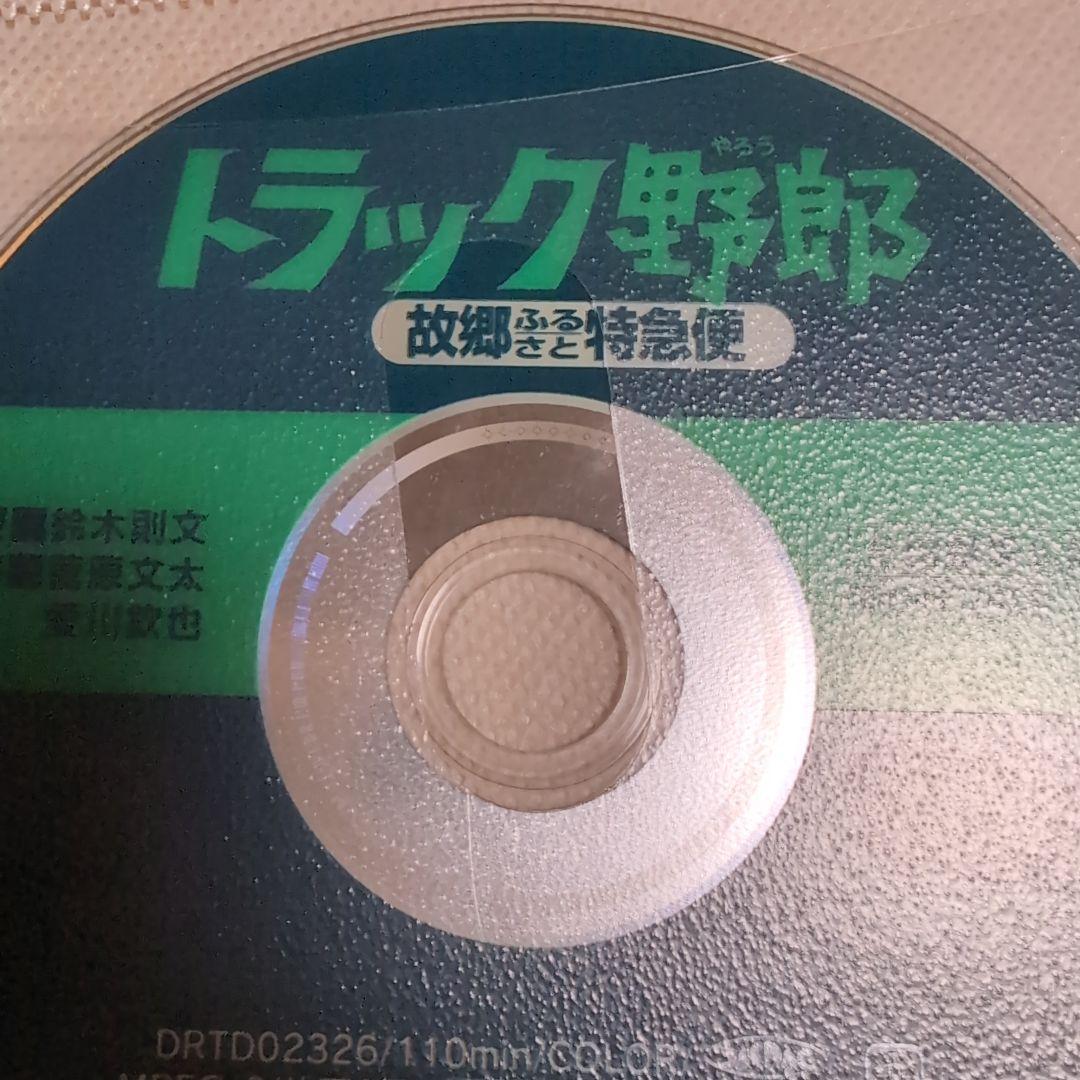 トラック野郎
やろう
故郷ふるさと特急便
鈴木則文
菅原文太
愛川欽也
DRTD02326/110min/COLOR/